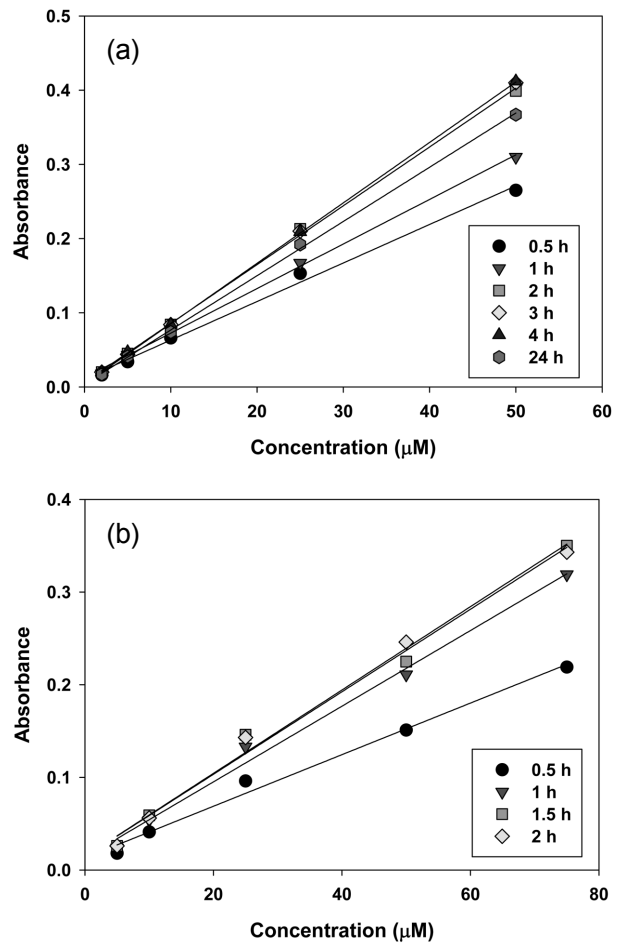 (a)
0.5
0.4
0.3
0.2
0.1
0.0
Absorbance
0.5 h
1 h
2 h
3 h
4 h
24 h
0 10 20 30 40 50 60
Concentration (μM)
(b)
0.4
0.3
0.2
0.1
0.0
Absorbance
0.5 h
1 h
1.5 h
2 h
0 20 40 60 80
Concentration (μM)